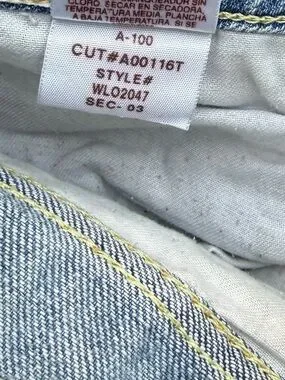 CLORO SECAR EN SECADORA
TEMPERATURA MEDIA. PLANCHA
A BAJA TEMPERATURA SI SE
A-100
CUT#A00116T
STYLE#
WLO2047
SEC- 03